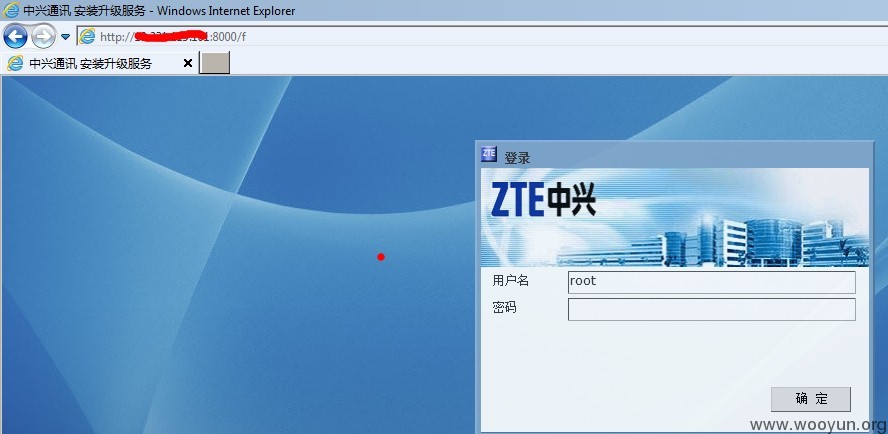 中兴通讯 安装升级服务 - Windows Internet Explorer
http://
:8000/f
中兴通讯 安装升级服务
ZTE 登录
ZTE中兴
用户名 root
密码
确 定
www.wooyun.org